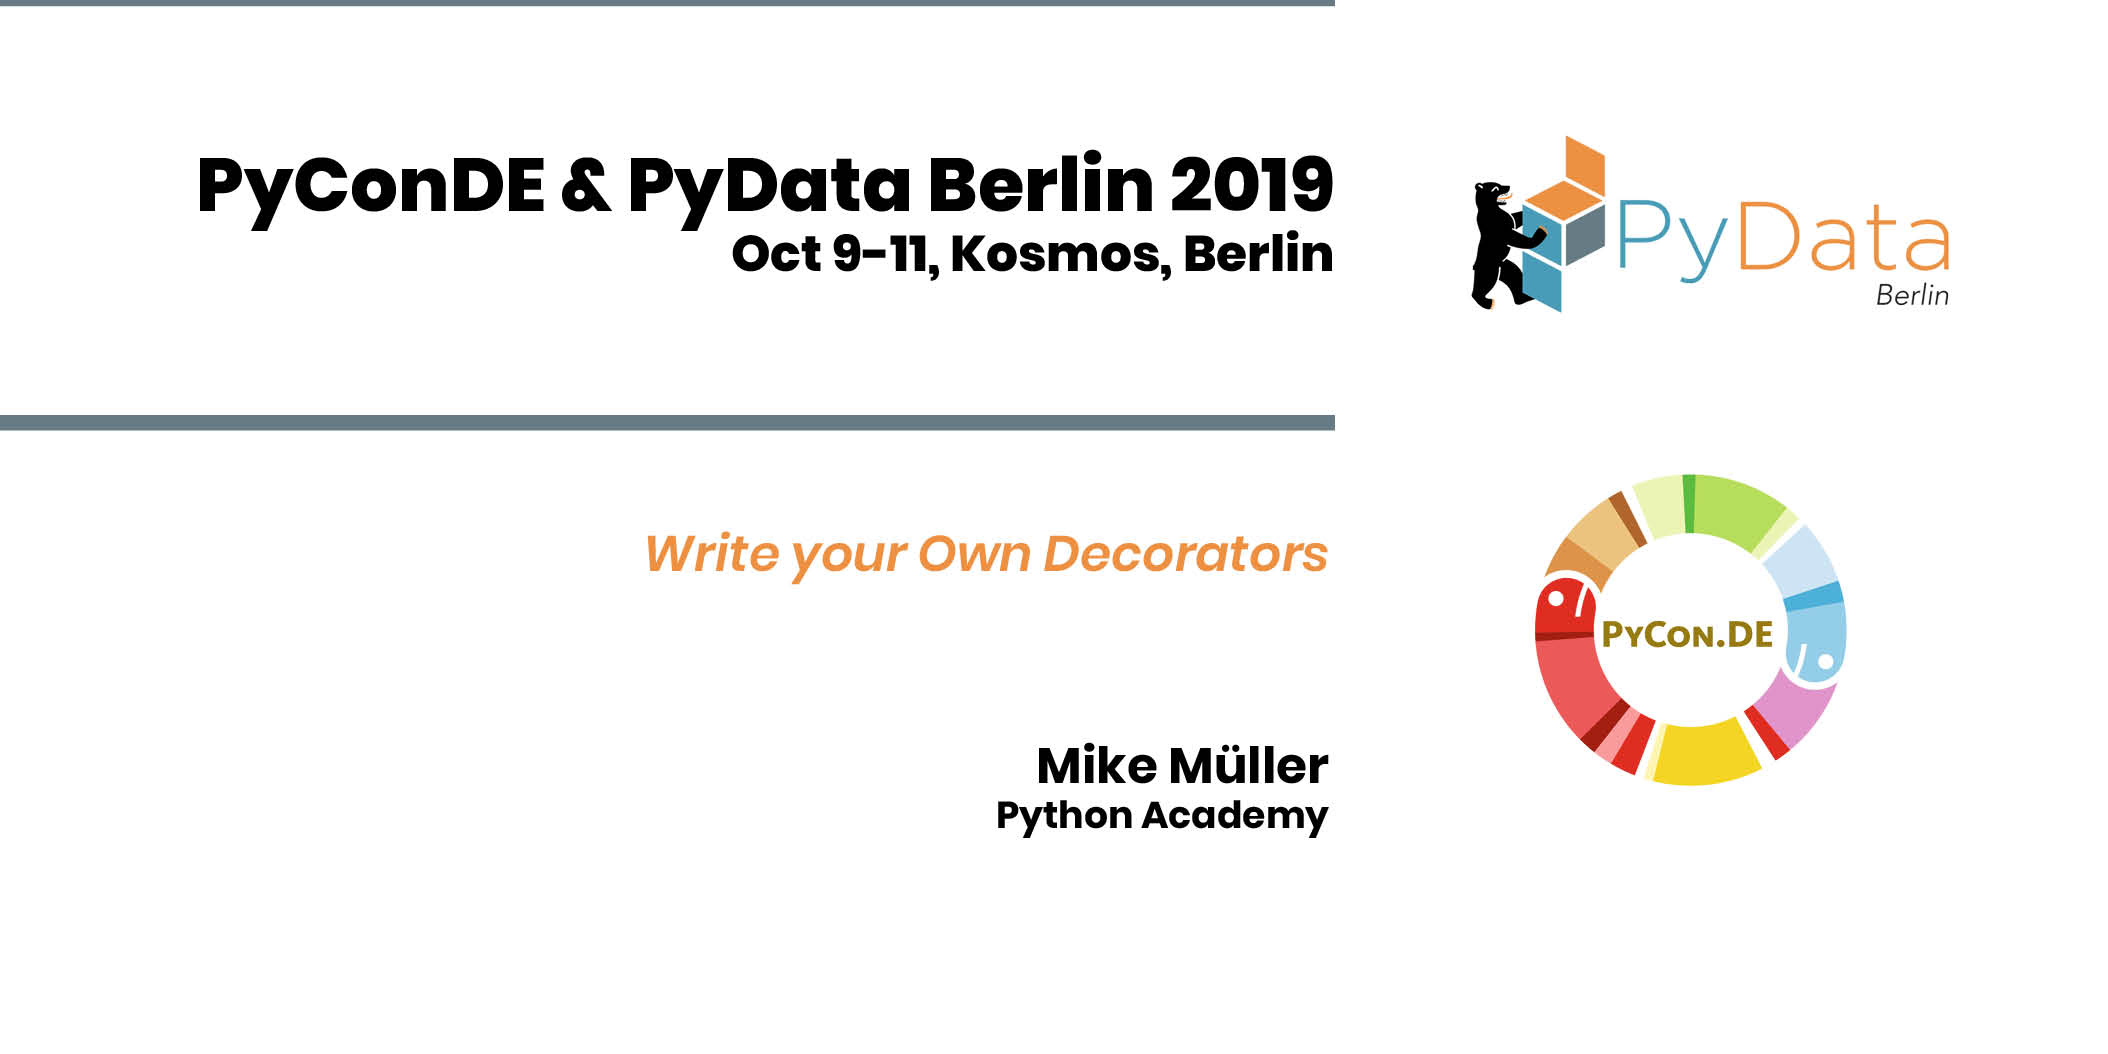 PyConDE & PyData Berlin 2019
Oct 9-11, Kosmos, Berlin
PyData
Berlin
Write your Own Decorators
PyCon.DE
Mike Müller
Python Academy